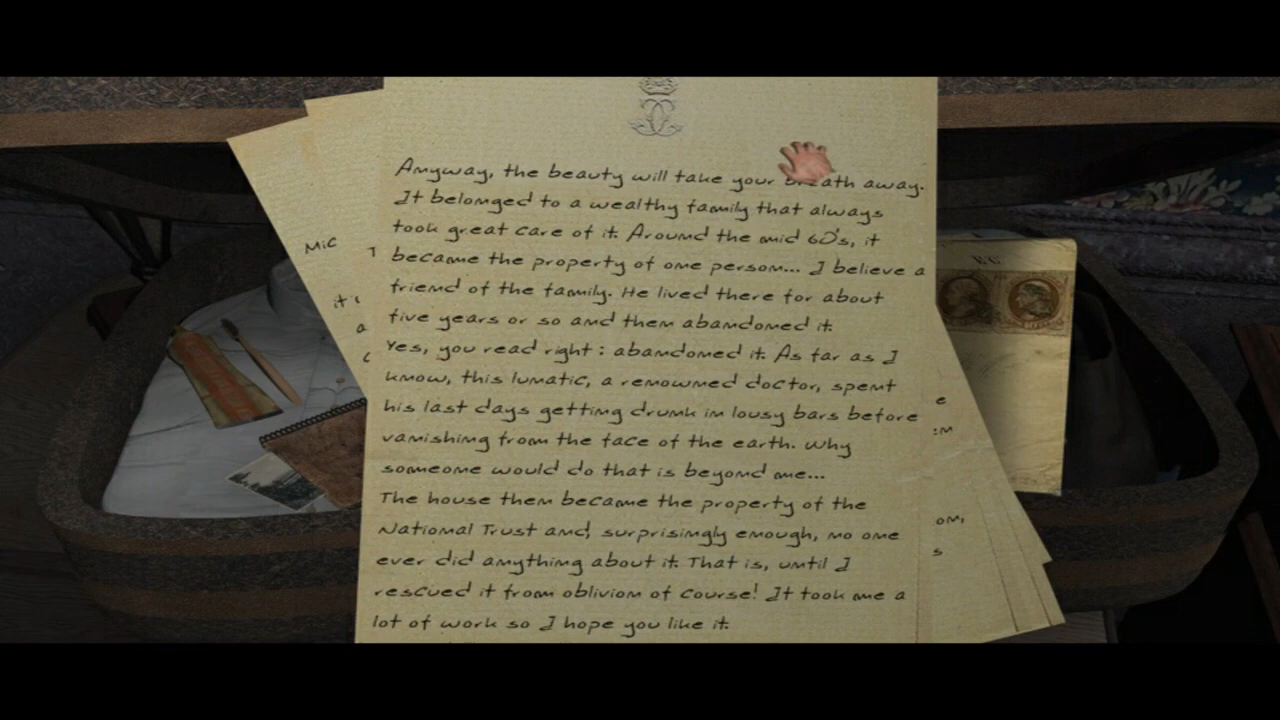 Anyway, the beauty will take your breath away.
It belonged to a wealthy family that always
took great care of it. Around the mid 60's, it
became the property of one person... I believe a
friend of the family. He lived there for about
five years or so and then abandoned it.
Yes, you read right : abandoned it. As far as I
know, this lunatic, a renowned doctor, spent
his last days getting drunk in lousy bars before
vanishing from the face of the earth. Why
someone would do that is beyond me...
The house then became the property of the
National Trust and, surprisingly enough, no one
ever did anything about it. That is, until I
rescued it from oblivion of course! It took me a
lot of work so I hope you like it.
Mic